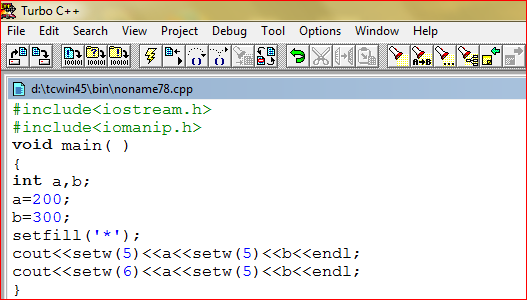 Turbo C++
File Edit Search View Project Debug Tool Options Window Help
A→B
d:\tcwin45\bin\noname78.cpp
#include<iostream.h>
#include<iomanip.h>
void main( )
{
int a,b;
a=200;
b=300;
setfill('*');
cout<<setw(5)<<a<<setw(5)<<b<<endl;
cout<<setw(6)<<a<<setw(5)<<b<<endl;
}